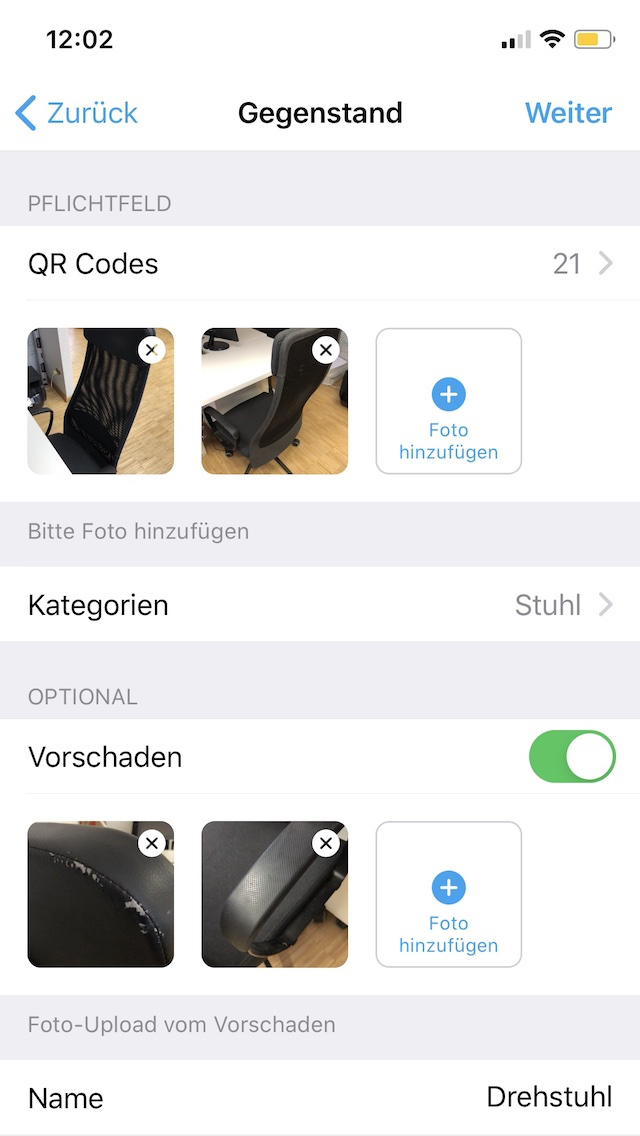 12:02
Zurück
Gegenstand
Weiter
PFLICHTFELD
QR Codes
21
Foto
hinzufügen
Bitte Foto hinzufügen
Kategorien
Stuhl
OPTIONAL
Vorschaden
Foto
hinzufügen
Foto-Upload vom Vorschaden
Name
Drehstuhl